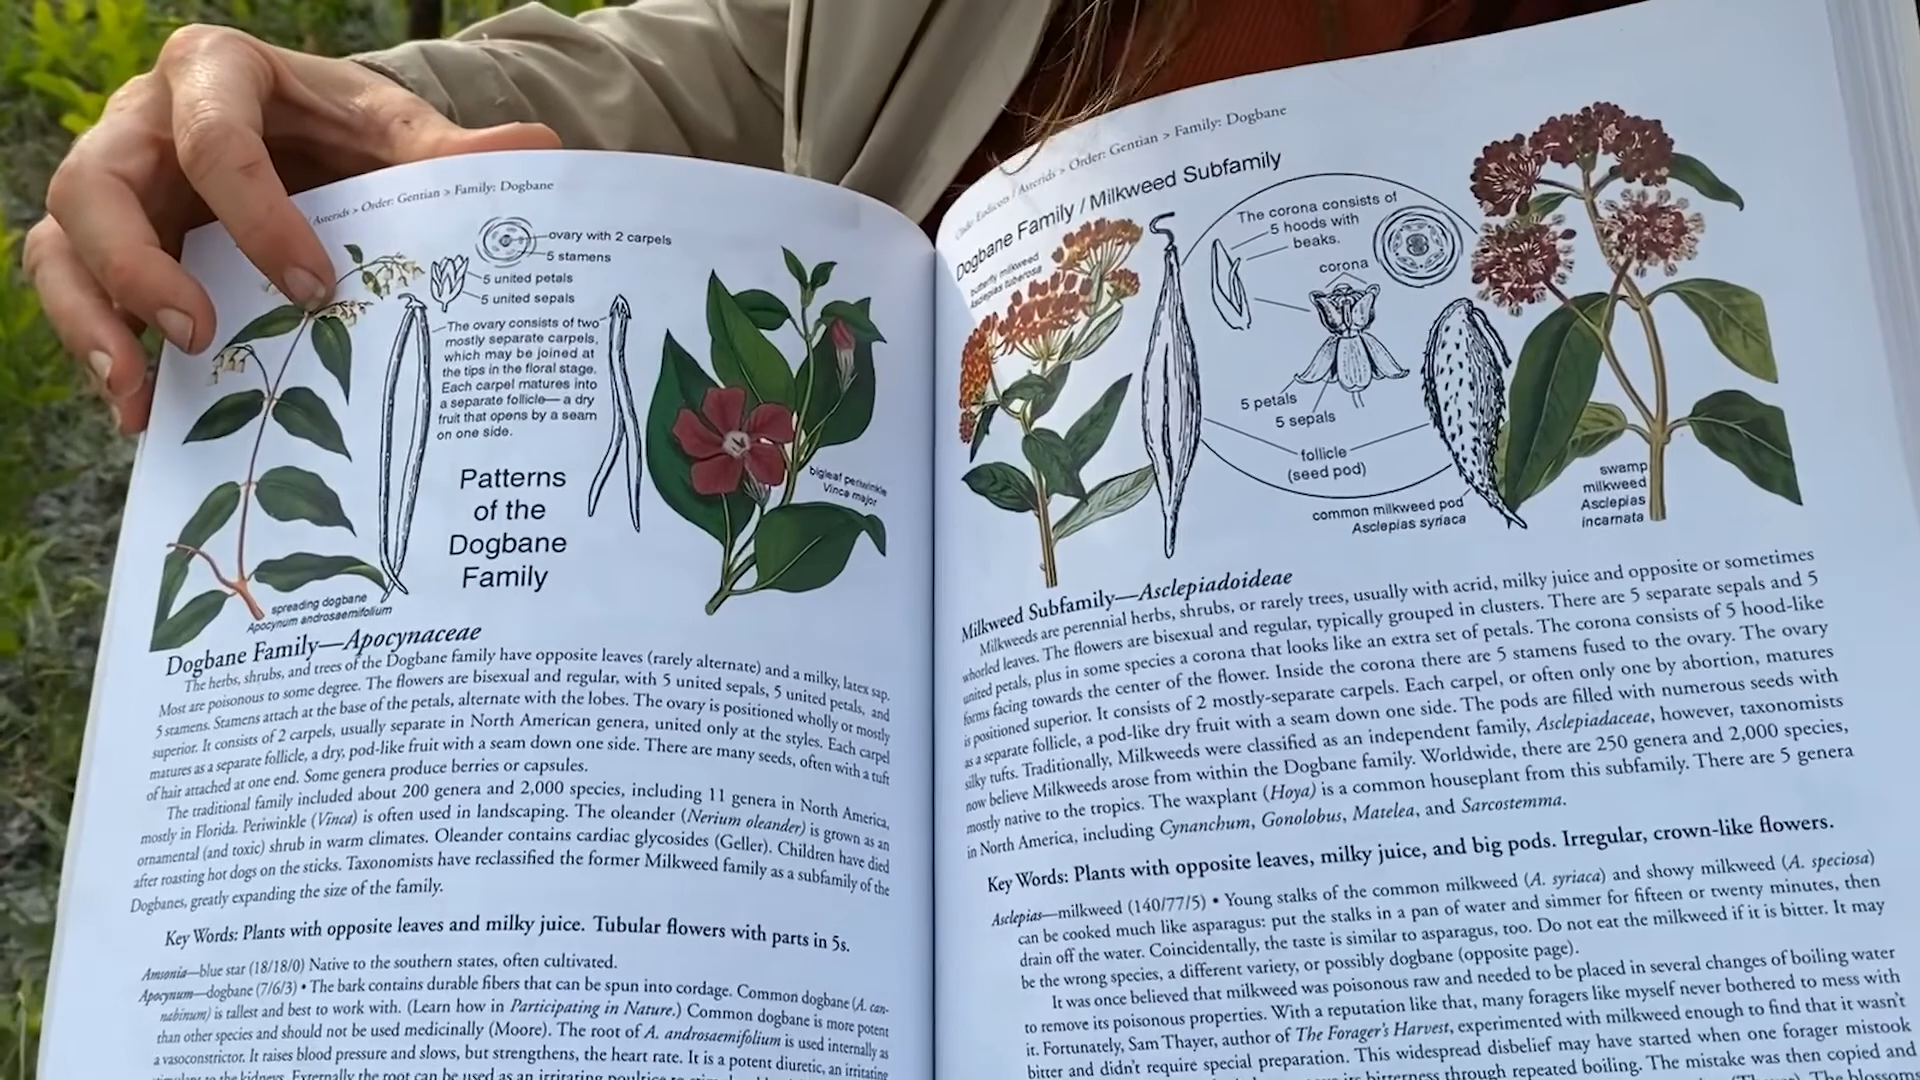 Asterids > Order: Gentian > Family: Dogbane
ovary with 2 carpels
5 stamens
5 united petals
5 united sepals
The ovary consists of two
mostly separate carpels,
which may be joined at
the tips in the floral stage.
Each carpel matures into
a separate follicle— a dry
fruit that opens by a seam
on one side.
Patterns
of the
Dogbane
Family
bigleaf periwinkle
Vinca major
spreading dogbane
Apocynum androsaemifolium
Dogbane Family—Apocynaceae
The herbs, shrubs, and trees of the Dogbane family have opposite leaves (rarely alternate) and a milky, latex sap.
Most are poisonous to some degree. The flowers are bisexual and regular, with 5 united sepals, 5 united petals, and
5 stamens. Stamens attach at the base of the petals, alternate with the lobes. The ovary is positioned wholly or mostly
superior. It consists of 2 carpels, usually separate in North American genera, united only at the styles. Each carpel
matures as a separate follicle, a dry, pod-like fruit with a seam down one side. There are many seeds, often with a tuft
of hair attached at one end. Some genera produce berries or capsules.
The traditional family included about 200 genera and 2,000 species, including 11 genera in North America,
mostly in Florida. Periwinkle (Vinca) is often used in landscaping. The oleander (Nerium oleander) is grown as an
ornamental (and toxic) shrub in warm climates. Oleander contains cardiac glycosides (Geller). Children have died
after roasting hot dogs on the sticks. Taxonomists have reclassified the former Milkweed family as a subfamily of the
Dogbanes, greatly expanding the size of the family.
Key Words: Plants with opposite leaves and milky juice. Tubular flowers with parts in 5s.
Amsonia—blue star (18/18/0) Native to the southern states, often cultivated.
Apocynum—dogbane (7/6/3) • The bark contains durable fibers that can be spun into cordage. Common dogbane (A. can-
nabinum) is tallest and best to work with. (Learn how in Participating in Nature.) Common dogbane is more potent
than other species and should not be used medicinally (Moore). The root of A. androsaemifolium is used internally as
a vasoconstrictor. It raises blood pressure and slows, but strengthens, the heart rate. It is a potent diuretic, an irritating
to the kidneys. Externally the root can be used as an irritating poultice
Asterids > Order: Gentian > Family: Dogbane
Dogbane Family / Milkweed Subfamily
butterfly milkweed
Asclepias tuberosa
The corona consists of
5 hoods with
beaks.
corona
5 petals
5 sepals
follicle
(seed pod)
common milkweed pod
Asclepias syriaca
swamp
milkweed
Asclepias
incarnata
Milkweed Subfamily—Asclepiadoideae
Milkweeds are perennial herbs, shrubs, or rarely trees, usually with acrid, milky juice and opposite or sometimes
whorled leaves. The flowers are bisexual and regular, typically grouped in clusters. There are 5 separate sepals and 5
united petals, plus in some species a corona that looks like an extra set of petals. The corona consists of 5 hood-like
forms facing towards the center of the flower. Inside the corona there are 5 stamens fused to the ovary. The ovary
is positioned superior. It consists of 2 mostly-separate carpels. Each carpel, or often only one by abortion, matures
as a separate follicle, a pod-like dry fruit with a seam down one side. The pods are filled with numerous seeds with
silky tufts. Traditionally, Milkweeds were classified as an independent family, Asclepiadaceae, however, taxonomists
now believe Milkweeds arose from within the Dogbane family. Worldwide, there are 250 genera and 2,000 species,
mostly native to the tropics. The waxplant (Hoya) is a common houseplant from this subfamily. There are 5 genera
in North America, including Cynanchum, Gonolobus, Matelea, and Sarcostemma.
Key Words: Plants with opposite leaves, milky juice, and big pods. Irregular, crown-like flowers.
Asclepias—milkweed (140/77/5) • Young stalks of the common milkweed (A. syriaca) and showy milkweed (A. speciosa)
can be cooked much like asparagus: put the stalks in a pan of water and simmer for fifteen or twenty minutes, then
drain off the water. Coincidentally, the taste is similar to asparagus, too. Do not eat the milkweed if it is bitter. It may
be the wrong species, a different variety, or possibly dogbane (opposite page).
It was once believed that milkweed was poisonous raw and needed to be placed in several changes of boiling water
to remove its poisonous properties. With a reputation like that, many foragers like myself never bothered to mess with
it. Fortunately, Sam Thayer, author of The Forager's Harvest, experimented with milkweed enough to find that it wasn't
bitter and didn't require special preparation. This widespread disbelief may have started when one forager mistook
bitterness through repeated boiling. The mistake was then copied and
The blossoms